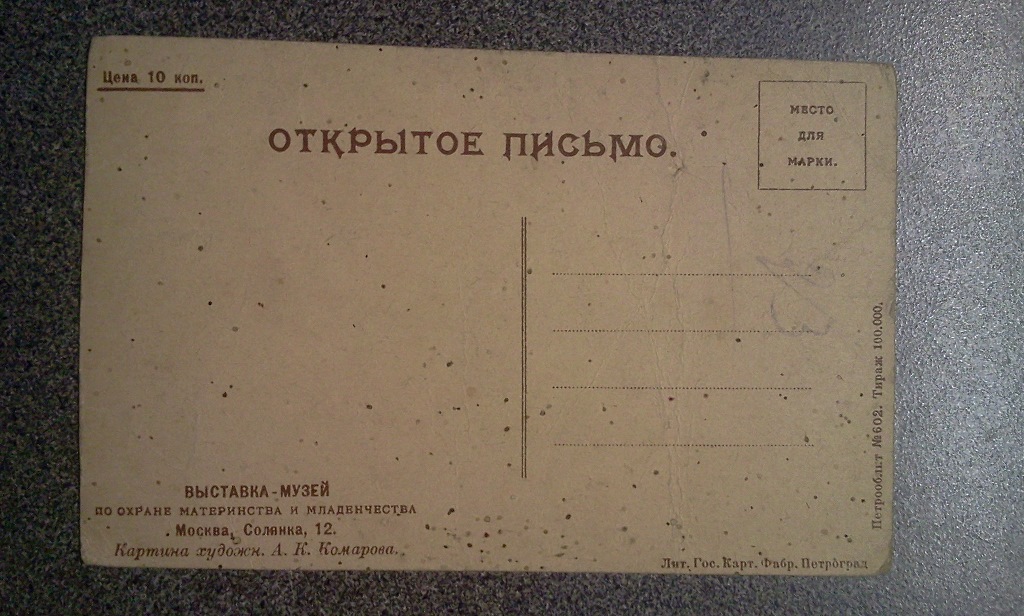 Цена 10 коп.
ОТКРЫТОЕ ПИСЬМО.
МЕСТО
ДЛЯ
МАРКИ.
ВЫСТАВКА-МУЗЕЙ
ПО ОХРАНЕ МАТЕРИНСТВА И МЛАДЕНЧЕСТВА
Москва, Солянка, 12.
Картина художн. А. К. Комарова.
Петрооблит №602. Тираж 100.000.
Лит. Гос. Карт. Фабр. Петроград